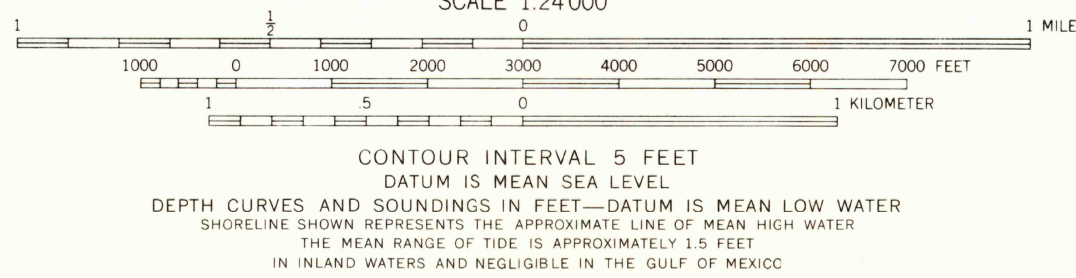 SCALE 1:24 000
1 1/2 0 1 MILE
1000 0 1000 2000 3000 4000 5000 6000 7000 FEET
1 .5 0 1 KILOMETER
CONTOUR INTERVAL 5 FEET
DATUM IS MEAN SEA LEVEL
DEPTH CURVES AND SOUNDINGS IN FEET—DATUM IS MEAN LOW WATER
SHORELINE SHOWN REPRESENTS THE APPROXIMATE LINE OF MEAN HIGH WATER
THE MEAN RANGE OF TIDE IS APPROXIMATELY 1.5 FEET
IN INLAND WATERS AND NEGLIGIBLE IN THE GULF OF MEXICO